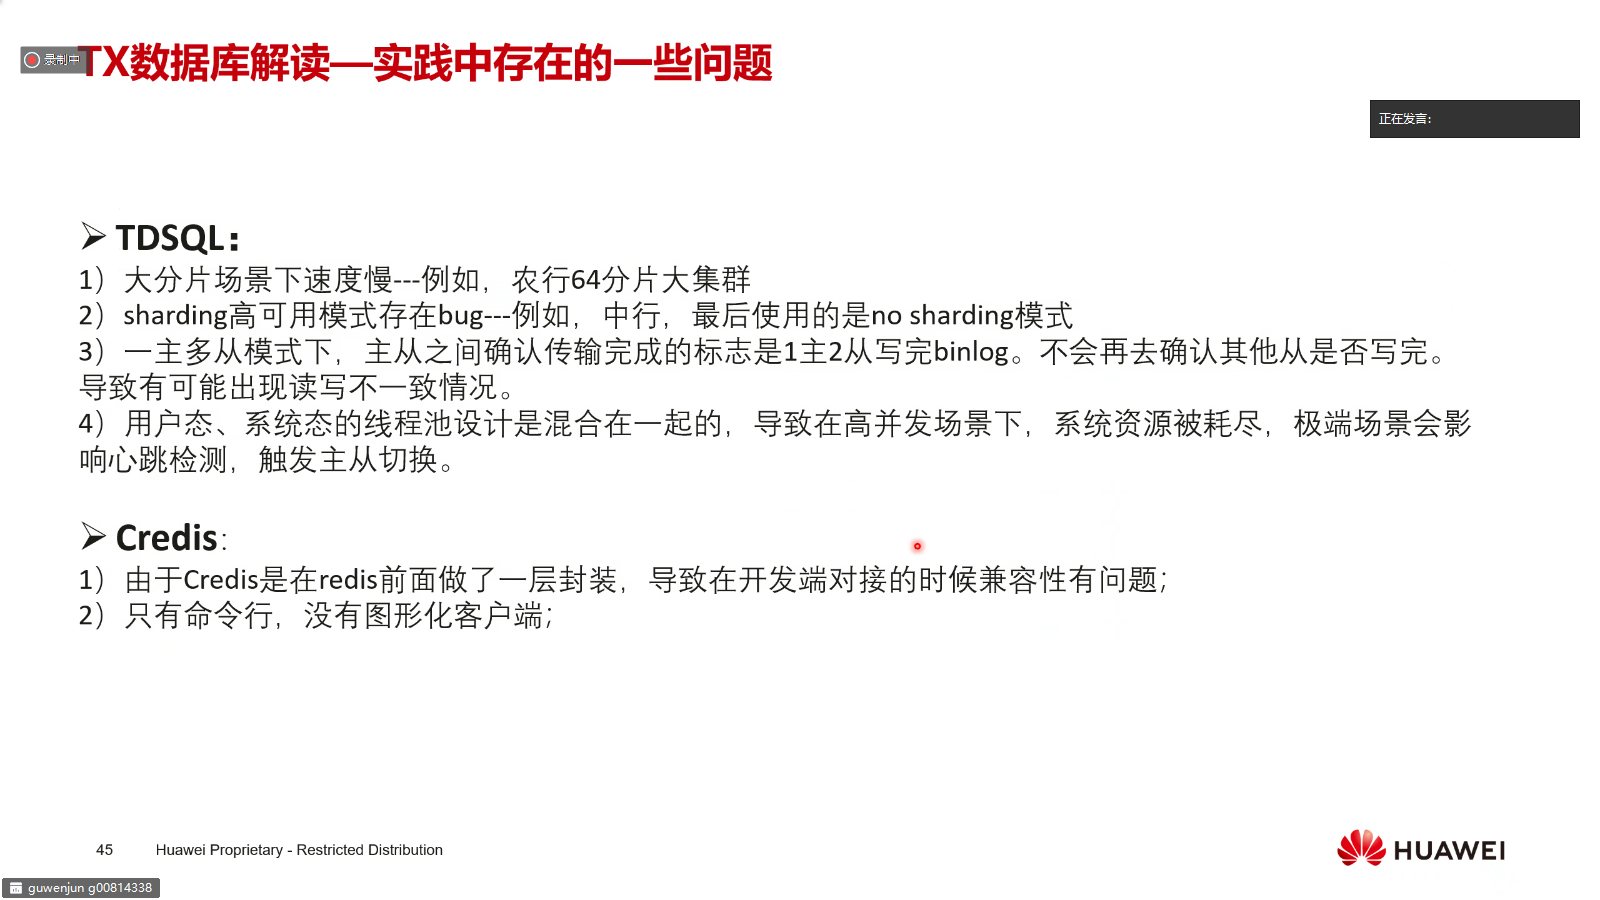 录制中
TX数据库解读—实践中存在的一些问题
正在发言:
➢ TDSQL：
1）大分片场景下速度慢---例如，农行64分片大集群
2）sharding高可用模式存在bug---例如，中行，最后使用的是no sharding模式
3）一主多从模式下，主从之间确认传输完成的标志是1主2从写完binlog。不会再去确认其他从是否写完。
导致有可能出现读写不一致情况。
4）用户态、系统态的线程池设计是混合在一起的，导致在高并发场景下，系统资源被耗尽，极端场景会影
响心跳检测，触发主从切换。
➢ Credis：
1）由于Credis是在redis前面做了一层封装，导致在开发端对接的时候兼容性有问题；
2）只有命令行，没有图形化客户端；
45 Huawei Proprietary - Restricted Distribution
HUAWEI
guwenjun g00814338